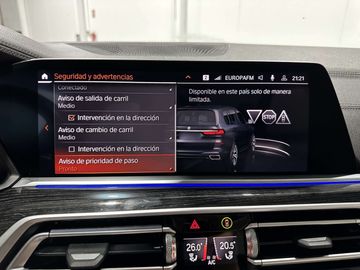 Seguridad y advertencias
2
EUROPAFM
21:21
Conectado
Aviso de salida de carril
Medio
Intervención en la dirección
Aviso de cambio de carril
Medio
Intervención en la dirección
Aviso de prioridad de paso
Pronto
Disponible en este país solo de manera
limitada.
STOP
26.0
20.5
A/C